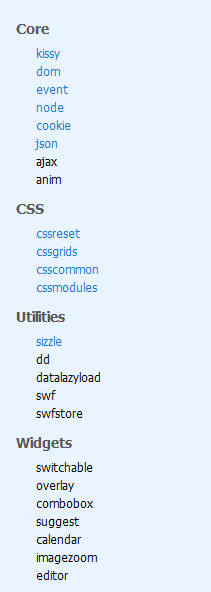 Core
kissy
dom
event
node
cookie
json
ajax
anim
CSS
cssreset
cssgrids
csscommon
cssmodules
Utilities
sizzle
dd
datalazyload
swf
swfstore
Widgets
switchable
overlay
combobox
suggest
calendar
imagezoom
editor